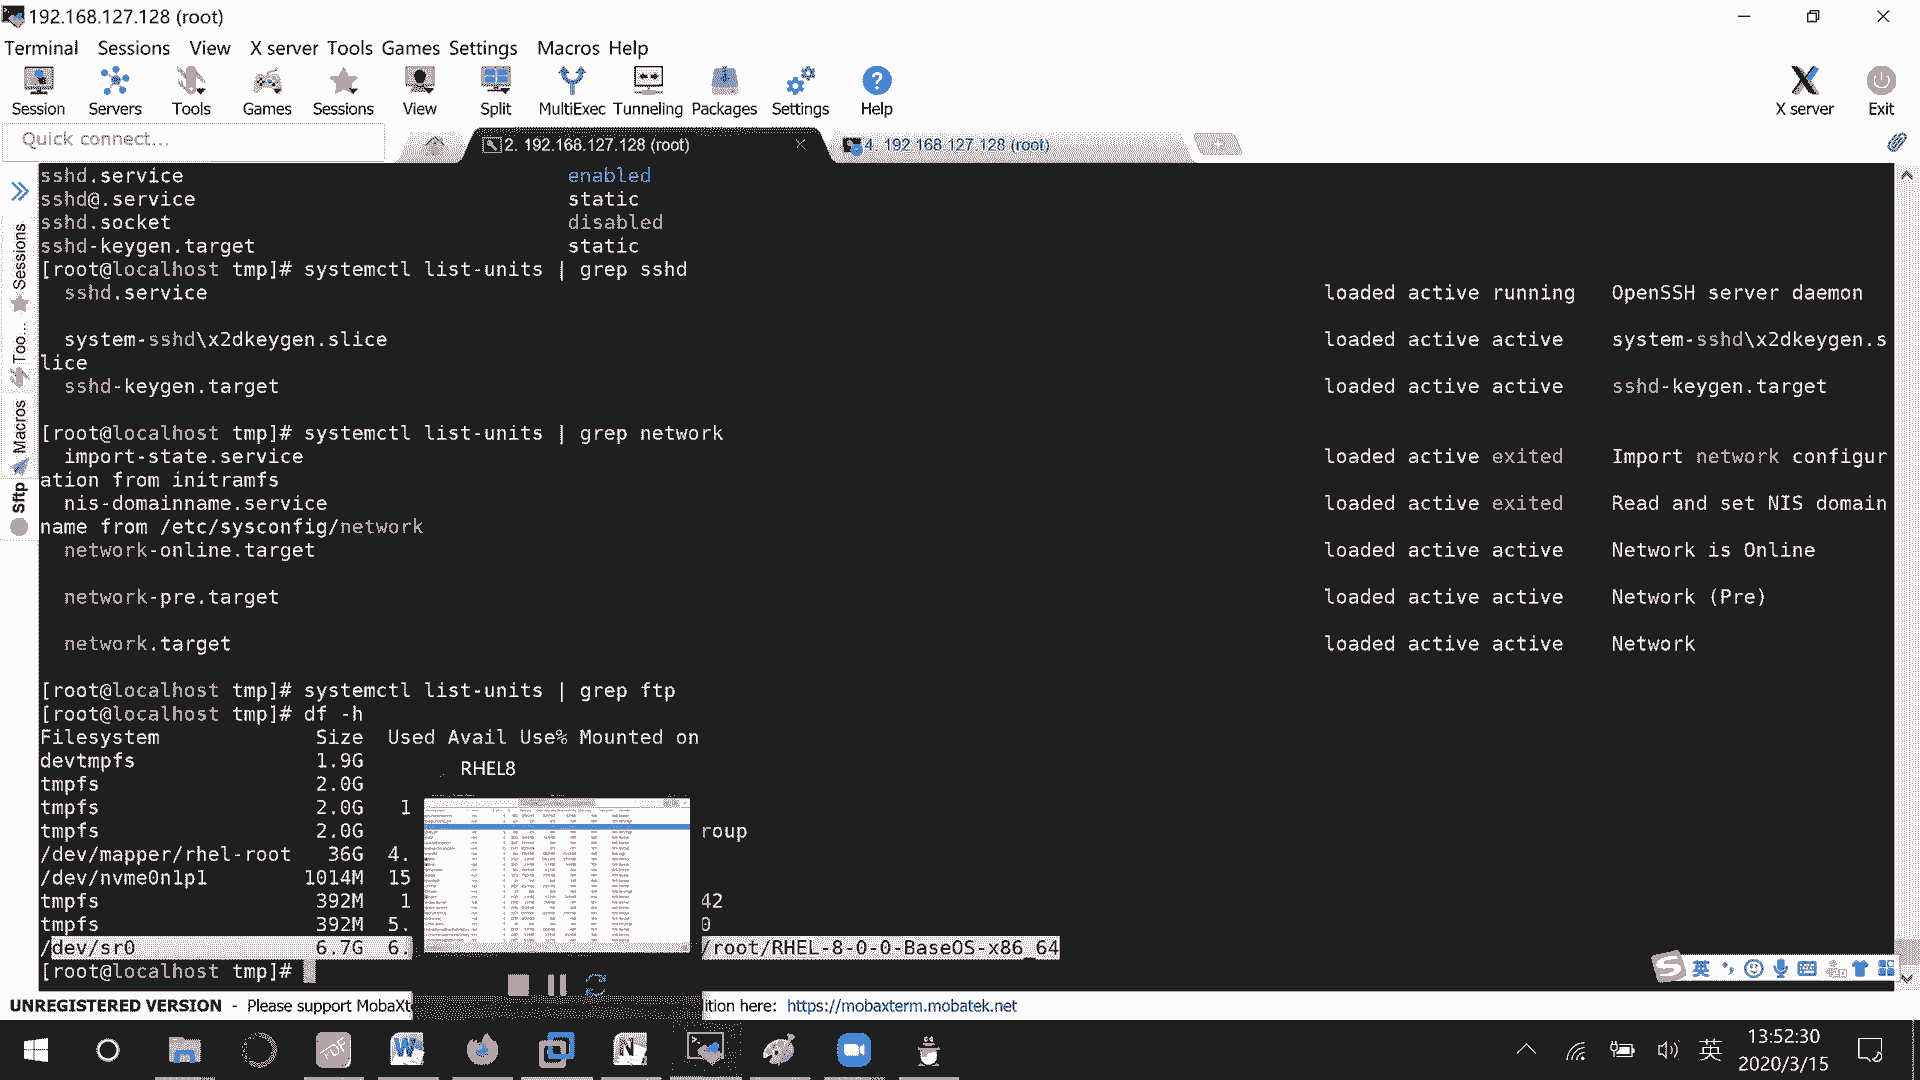 192.168.127.128 (root)
Terminal Sessions View X server Tools Games Settings Macros Help
Session Servers Tools Games Sessions View Split MultiExec Tunneling Packages Settings Help X server Exit
Quick connect...
2. 192.168.127.128 (root)
4. 192 168 127.128 (root)
Sessions
Too...
Macros
Sftp
sshd.service enabled
sshd@.service static
sshd.socket disabled
sshd-keygen.target static
[root@localhost tmp]# systemctl list-units | grep sshd
sshd.service loaded active running OpenSSH server daemon
system-sshd\x2dkeygen.slice loaded active active system-sshd\x2dkeygen.s
lice
sshd-keygen.target loaded active active sshd-keygen.target
[root@localhost tmp]# systemctl list-units | grep network
import-state.service loaded active exited Import network configur
ation from initramfs
nis-domainname.service loaded active exited Read and set NIS domain
name from /etc/sysconfig/network
network-online.target loaded active active Network is Online
network-pre.target loaded active active Network (Pre)
network.target loaded active active Network
[root@localhost tmp]# systemctl list-units | grep ftp
[root@localhost tmp]# df -h
Filesystem Size Used Avail Use% Mounted on
devtmpfs 1.9G
RHEL8
tmpfs 2.0G
tmpfs 2.0G 1
tmpfs 2.0G roup
/dev/mapper/rhel-root 36G 4.
/dev/nvme0n1p1 1014M 15
tmpfs 392M 1 42
tmpfs 392M 5. 0
/dev/sr0 6.7G 6. /root/RHEL-8-0-0-BaseOS-x86_64
[root@localhost tmp]#
英
UNREGISTERED VERSION - Please support MobaXt tion here: https://mobaxterm.mobatek.net
英
13:52:30
2020/3/15